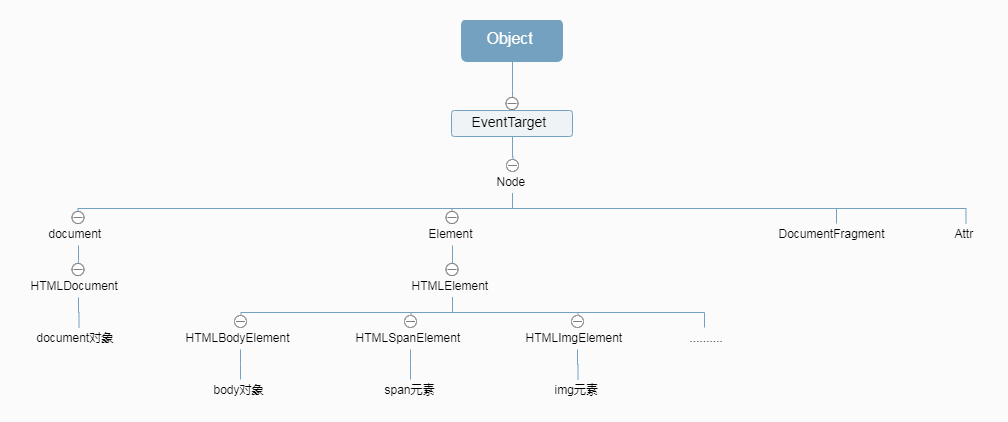 Object
EventTarget
Node
document
Element
DocumentFragment
Attr
HTMLDocument
HTMLElement
document对象
HTMLBodyElement
HTMLSpanElement
HTMLImgElement
..........
body对象
span元素
img元素